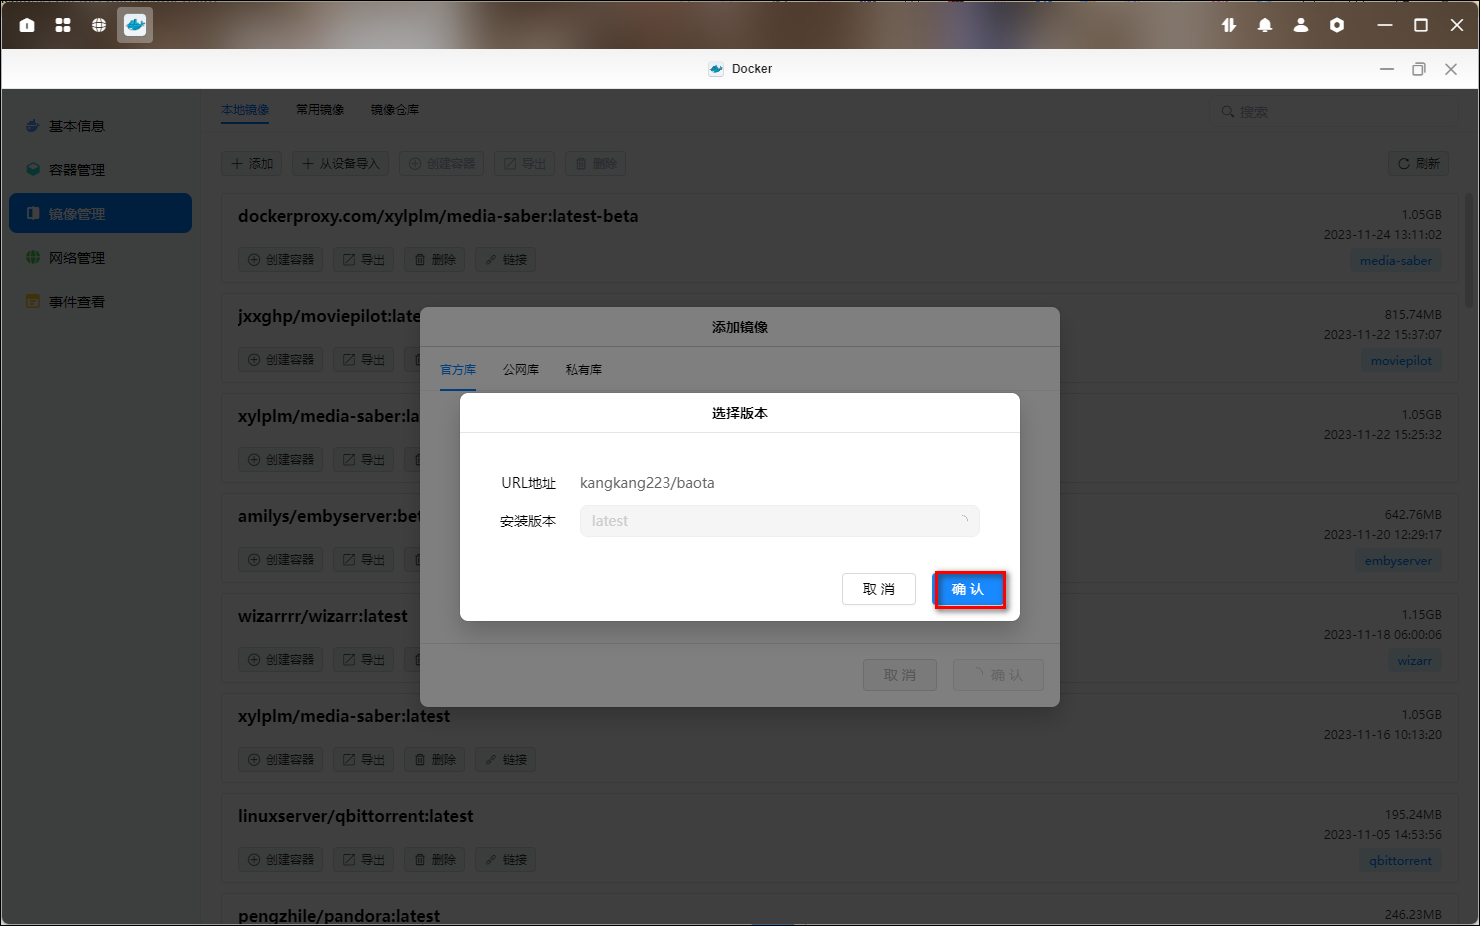 Docker
本地镜像 常用镜像 镜像仓库
搜索
基本信息
容器管理
镜像管理
网络管理
事件查看
添加 从设备导入 创建容器 导出 删除
刷新
dockerproxy.com/xylplm/media-saber:latest-beta
1.05GB
2023-11-24 13:11:02
创建容器 导出 删除 链接
media-saber
jxxghp/moviepilot:late
815.74MB
2023-11-22 15:37:07
创建容器 导出
moviepilot
xylplm/media-saber:la
1.05GB
2023-11-22 15:25:32
创建容器 导出
amilys/embyserver:bet
642.76MB
2023-11-20 12:29:17
创建容器 导出
embyserver
wizarrrr/wizarr:latest
1.15GB
2023-11-18 06:00:06
创建容器 导出
wizarr
xylplm/media-saber:latest
1.05GB
2023-11-16 10:13:20
创建容器 导出 删除 链接
linuxserver/qbittorrent:latest
195.24MB
2023-11-05 14:53:56
创建容器 导出 删除 链接
qbittorrent
pengzhile/pandora:latest
246.23MB
添加镜像
官方库 公网库 私有库
选择版本
URL地址 kangkang223/baota
安装版本 latest
取消 确认
取消 确认